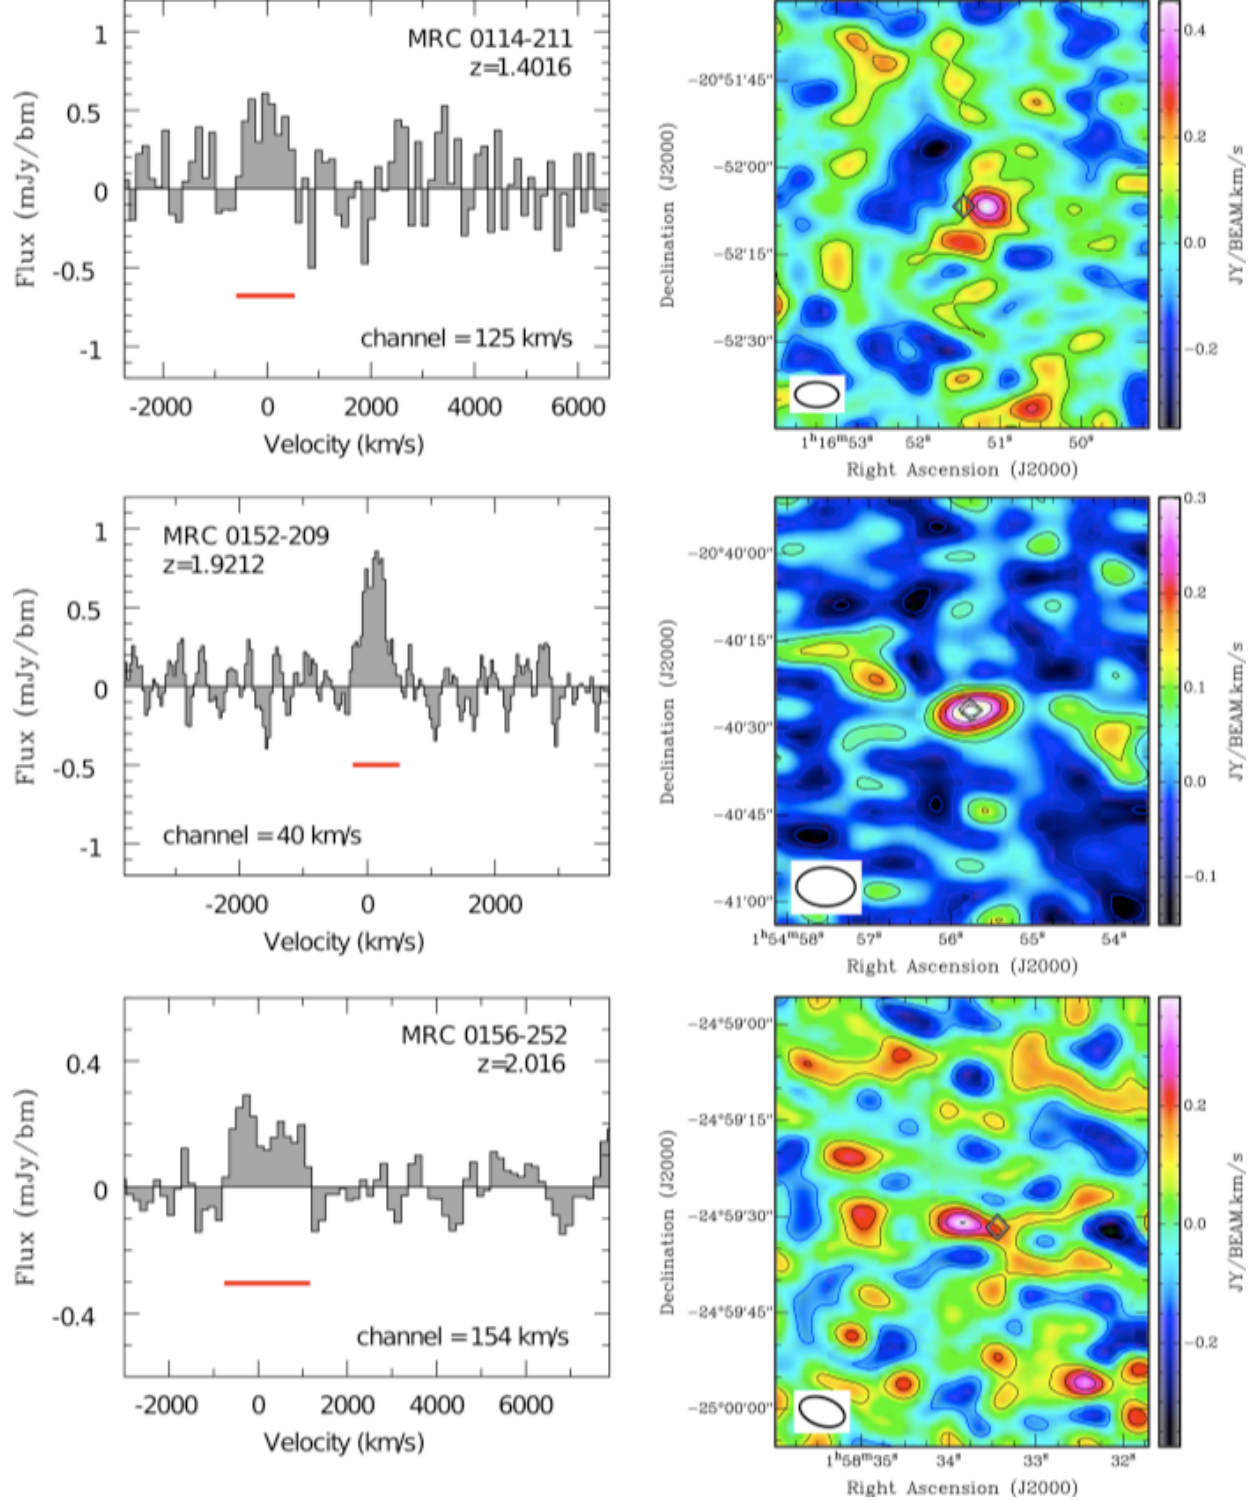 MRC 0114-211
z=1.4016
1
0.5
0
-0.5
-1
Flux (mJy/bm)
channel = 125 km/s
-2000 0 2000 4000 6000
Velocity (km/s)
Declination (J2000)
-20°51'45"
-52'00"
-52'15"
-52'30"
1h16m53s 52s 51s 50s
Right Ascension (J2000)
0.4
0.2
0.0
-0.2
JY/BEAM.km/s
MRC 0152-209
z=1.9212
1
0.5
0
-0.5
-1
Flux (mJy/bm)
channel = 40 km/s
-2000 0 2000
Velocity (km/s)
Declination (J2000)
-20°40'00"
-40'15"
-40'30"
-40'45"
-41'00"
1h54m58s 57s 56s 55s 54s
Right Ascension (J2000)
0.3
0.2
0.1
0.0
-0.1
JY/BEAM.km/s
MRC 0156-252
z=2.016
0.4
0
-0.4
Flux (mJy/bm)
channel = 154 km/s
-2000 0 2000 4000 6000
Velocity (km/s)
Declination (J2000)
-24°59'00"
-24°59'15"
-24°59'30"
-24°59'45"
-25°00'00"
1h58m35s 34s 33s 32s
Right Ascension (J2000)
0.2
0.0
-0.2
JY/BEAM.km/s